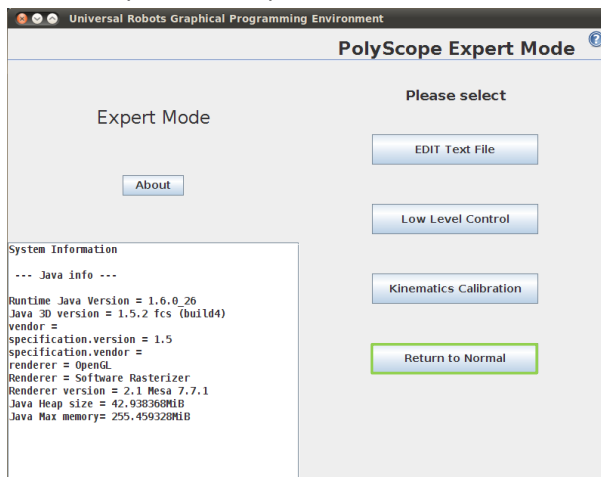 Universal Robots Graphical Programming Environment
PolyScope Expert Mode
Expert Mode
About
System Information
--- Java info ---
Runtime Java Version = 1.6.0_26
Java 3D version = 1.5.2 fcs (build4)
vendor =
specification.version = 1.5
specification.vendor =
renderer = OpenGL
Renderer = Software Rasterizer
Renderer version = 2.1 Mesa 7.7.1
Java Heap size = 42.938368MiB
Java Max memory= 255.459328MiB
Please select
EDIT Text File
Low Level Control
Kinematics Calibration
Return to Normal